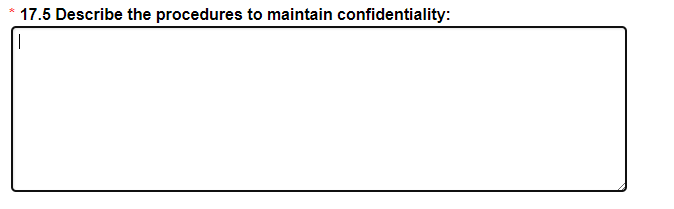 * 17.5 Describe the procedures to maintain confidentiality: